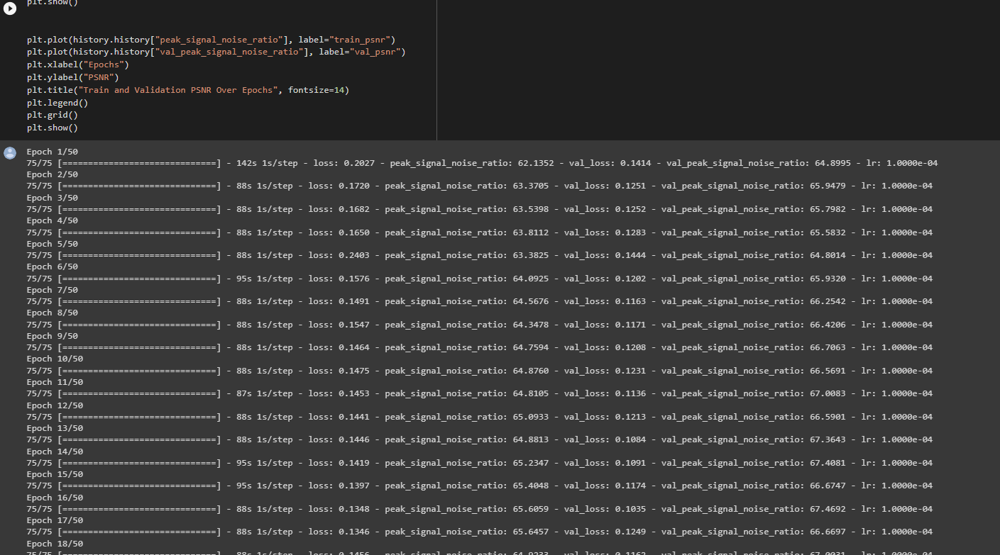 plt.show()
plt.plot(history.history["peak_signal_noise_ratio"], label="train_psnr")
plt.plot(history.history["val_peak_signal_noise_ratio"], label="val_psnr")
plt.xlabel("Epochs")
plt.ylabel("PSNR")
plt.title("Train and Validation PSNR Over Epochs", fontsize=14)
plt.legend()
plt.grid()
plt.show()
Epoch 1/50
75/75 [==============================] - 142s 1s/step - loss: 0.2027 - peak_signal_noise_ratio: 62.1352 - val_loss: 0.1414 - val_peak_signal_noise_ratio: 64.8995 - lr: 1.0000e-04
Epoch 2/50
75/75 [==============================] - 88s 1s/step - loss: 0.1720 - peak_signal_noise_ratio: 63.3705 - val_loss: 0.1251 - val_peak_signal_noise_ratio: 65.9479 - lr: 1.0000e-04
Epoch 3/50
75/75 [==============================] - 88s 1s/step - loss: 0.1682 - peak_signal_noise_ratio: 63.5398 - val_loss: 0.1252 - val_peak_signal_noise_ratio: 65.7982 - lr: 1.0000e-04
Epoch 4/50
75/75 [==============================] - 88s 1s/step - loss: 0.1650 - peak_signal_noise_ratio: 63.8112 - val_loss: 0.1283 - val_peak_signal_noise_ratio: 65.5832 - lr: 1.0000e-04
Epoch 5/50
75/75 [==============================] - 88s 1s/step - loss: 0.2403 - peak_signal_noise_ratio: 63.3825 - val_loss: 0.1444 - val_peak_signal_noise_ratio: 64.8014 - lr: 1.0000e-04
Epoch 6/50
75/75 [==============================] - 95s 1s/step - loss: 0.1576 - peak_signal_noise_ratio: 64.0925 - val_loss: 0.1202 - val_peak_signal_noise_ratio: 65.9320 - lr: 1.0000e-04
Epoch 7/50
75/75 [==============================] - 88s 1s/step - loss: 0.1491 - peak_signal_noise_ratio: 64.5676 - val_loss: 0.1163 - val_peak_signal_noise_ratio: 66.2542 - lr: 1.0000e-04
Epoch 8/50
75/75 [==============================] - 88s 1s/step - loss: 0.1547 - peak_signal_noise_ratio: 64.3478 - val_loss: 0.1171 - val_peak_signal_noise_ratio: 66.4206 - lr: 1.0000e-04
Epoch 9/50
75/75 [==============================] - 88s 1s/step - loss: 0.1464 - peak_signal_noise_ratio: 64.7594 - val_loss: 0.1208 - val_peak_signal_noise_ratio: 66.7063 - lr: 1.0000e-04
Epoch 10/50
75/75 [==============================] - 88s 1s/step - loss: 0.1475 - peak_signal_noise_ratio: 64.8760 - val_loss: 0.1231 - val_peak_signal_noise_ratio: 66.5691 - lr: 1.0000e-04
Epoch 11/50
75/75 [==============================] - 87s 1s/step - loss: 0.1453 - peak_signal_noise_ratio: 64.8105 - val_loss: 0.1136 - val_peak_signal_noise_ratio: 67.0083 - lr: 1.0000e-04
Epoch 12/50
75/75 [==============================] - 88s 1s/step - loss: 0.1441 - peak_signal_noise_ratio: 65.0933 - val_loss: 0.1213 - val_peak_signal_noise_ratio: 66.5901 - lr: 1.0000e-04
Epoch 13/50
75/75 [==============================] - 88s 1s/step - loss: 0.1446 - peak_signal_noise_ratio: 64.8813 - val_loss: 0.1084 - val_peak_signal_noise_ratio: 67.3643 - lr: 1.0000e-04
Epoch 14/50
75/75 [==============================] - 95s 1s/step - loss: 0.1419 - peak_signal_noise_ratio: 65.2347 - val_loss: 0.1091 - val_peak_signal_noise_ratio: 67.4081 - lr: 1.0000e-04
Epoch 15/50
75/75 [==============================] - 95s 1s/step - loss: 0.1397 - peak_signal_noise_ratio: 65.4048 - val_loss: 0.1174 - val_peak_signal_noise_ratio: 66.6747 - lr: 1.0000e-04
Epoch 16/50
75/75 [==============================] - 88s 1s/step - loss: 0.1348 - peak_signal_noise_ratio: 65.6059 - val_loss: 0.1035 - val_peak_signal_noise_ratio: 67.4692 - lr: 1.0000e-04
Epoch 17/50
75/75 [==============================] - 88s 1s/step - loss: 0.1346 - peak_signal_noise_ratio: 65.6457 - val_loss: 0.1249 - val_peak_signal_noise_ratio: 66.6697 - lr: 1.0000e-04
Epoch 18/50